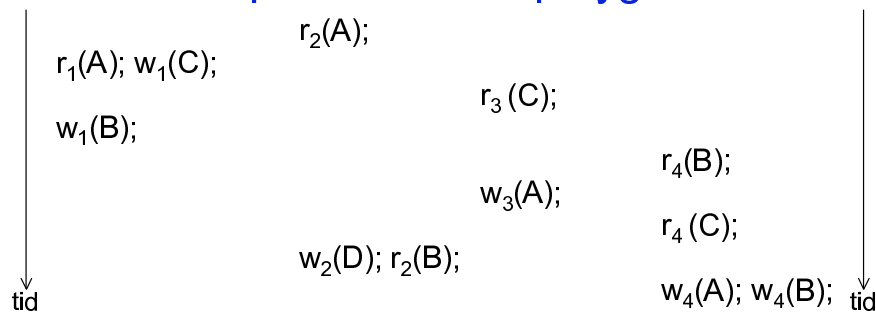 r2(A);
r1(A); w1(C);
r3 (C);
w1(B);
r4(B);
w3(A);
r4 (C);
w2(D); r2(B);
w4(A); w4(B);
tid
tid